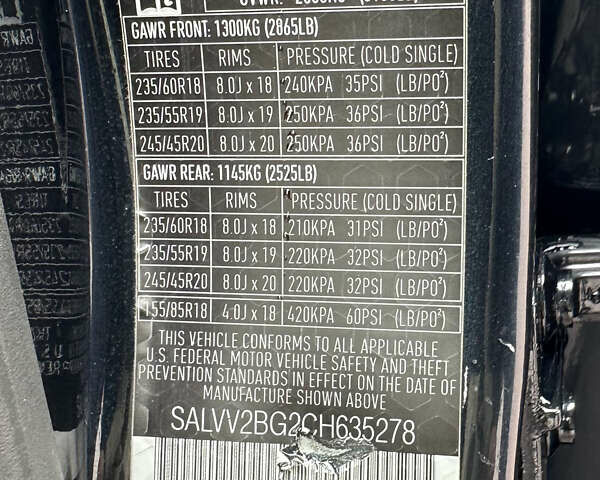 GAWR FRONT: 1300KG (2865LB)
TIRES RIMS PRESSURE (COLD SINGLE)
235/60R18 8.0J x 18 240KPA 35PSI (LB/PO²)
235/55R19 8.0J x 19 250KPA 36PSI (LB/PO²)
245/45R20 8.0J x 20 250KPA 36PSI (LB/PO²)
GAWR REAR: 1145KG (2525LB)
TIRES RIMS PRESSURE (COLD SINGLE)
235/60R18 8.0J x 18 210KPA 31PSI (LB/PO²)
235/55R19 8.0J x 19 220KPA 32PSI (LB/PO²)
245/45R20 8.0J x 20 220KPA 32PSI (LB/PO²)
155/85R18 4.0J x 18 420KPA 60PSI (LB/PO²)
THIS VEHICLE CONFORMS TO ALL APPLICABLE
U.S. FEDERAL MOTOR VEHICLE SAFETY AND THEFT
PREVENTION STANDARDS IN EFFECT ON THE DATE OF
MANUFACTURE SHOWN ABOVE
SALVV2BG2CH635278